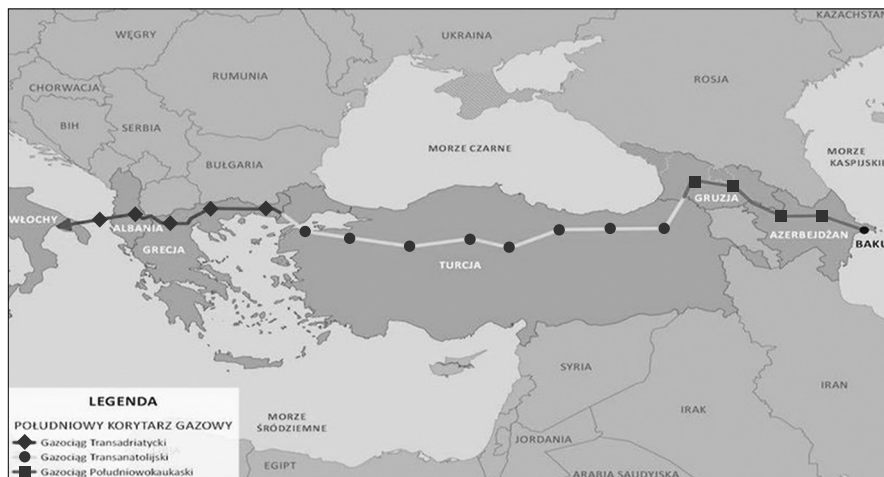 KAZACHSTAN
WĘGRY
UKRAINA
RUMUNIA
ROSJA
CHORWACJA
BIH
SERBIA
MORZE CZARNE
MORZE
KASPIJSKIE
BUŁGARIA
GRUZJA
WŁOCHY
ALBANIA
AZERBEJDŻAN
GRECJA
BAKU
TURCJA
SYRIA
IRAN
LEGENDA
MORZE
ŚRÓDZIEMNE
IRAK
POŁUDNIOWY KORYTARZ GAZOWY
Gazociąg Transadriatycki
JORDANIA
Gazociąg Transanatolijski
EGIPT
Gazociąg Południowokaukaski
ARABIA SAUDYJSKA